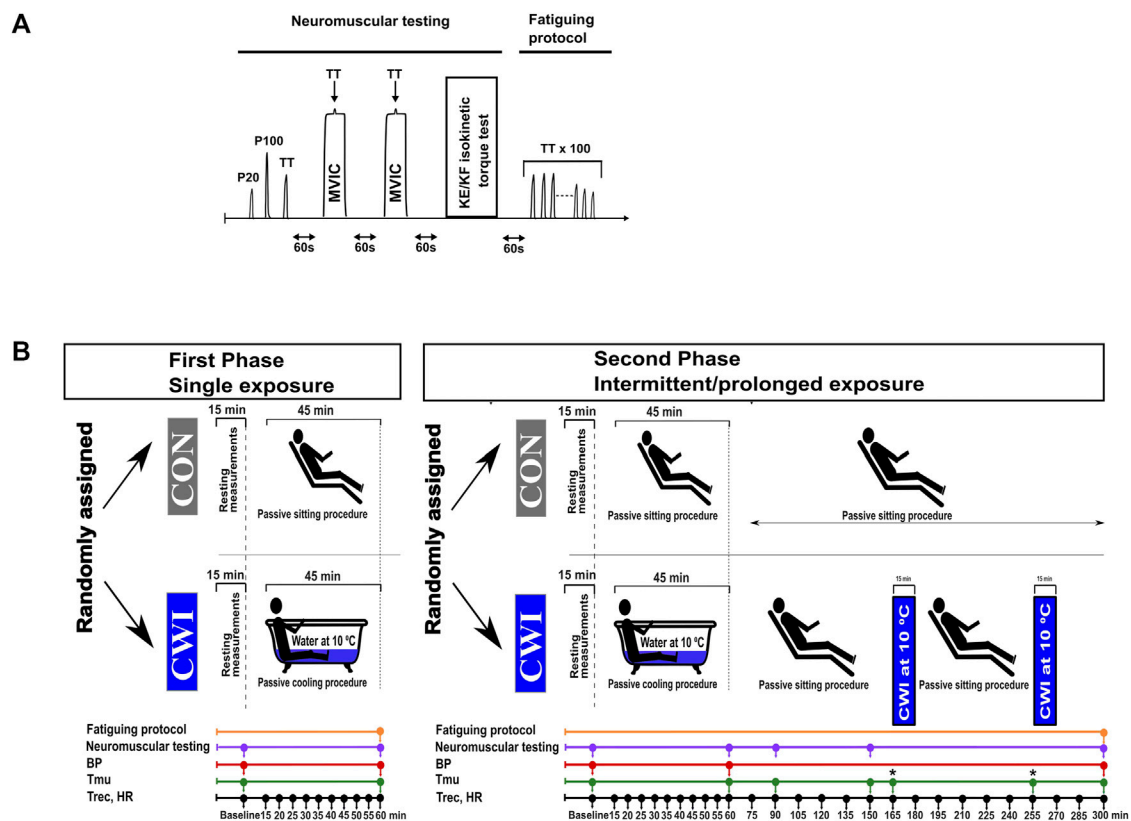 A
Neuromuscular testing
Fatiguing
protocol
TT
TT
P100
P20
TT
MVIC
MVIC
KE/KF isokinetic
torque test
TT x 100
60s
60s
60s
60s
B
First Phase
Single exposure
Second Phase
Intermittent/prolonged exposure
Randomly assigned
CON
15 min
45 min
Resting
measurements
Passive sitting procedure
CWI
15 min
45 min
Resting
measurements
Water at 10 ºC
Passive cooling procedure
Randomly assigned
CON
15 min
45 min
Resting
measurements
Passive sitting procedure
Passive sitting procedure
CWI
15 min
45 min
Resting
measurements
Water at 10 ºC
Passive cooling procedure
Passive sitting procedure
15 min
CWI at 10 ºC
Passive sitting procedure
15 min
CWI at 10 ºC
Fatiguing protocol
Neuromuscular testing
BP
Tmu
Trec, HR
Baseline 15 20 25 30 35 40 45 50 55 60 min
Fatiguing protocol
Neuromuscular testing
BP
* *
Tmu
Trec, HR
Baseline 15 20 25 30 35 40 45 50 55 60 75 90 105 120 135 150 165 180 195 210 225 240 255 270 285 300 min